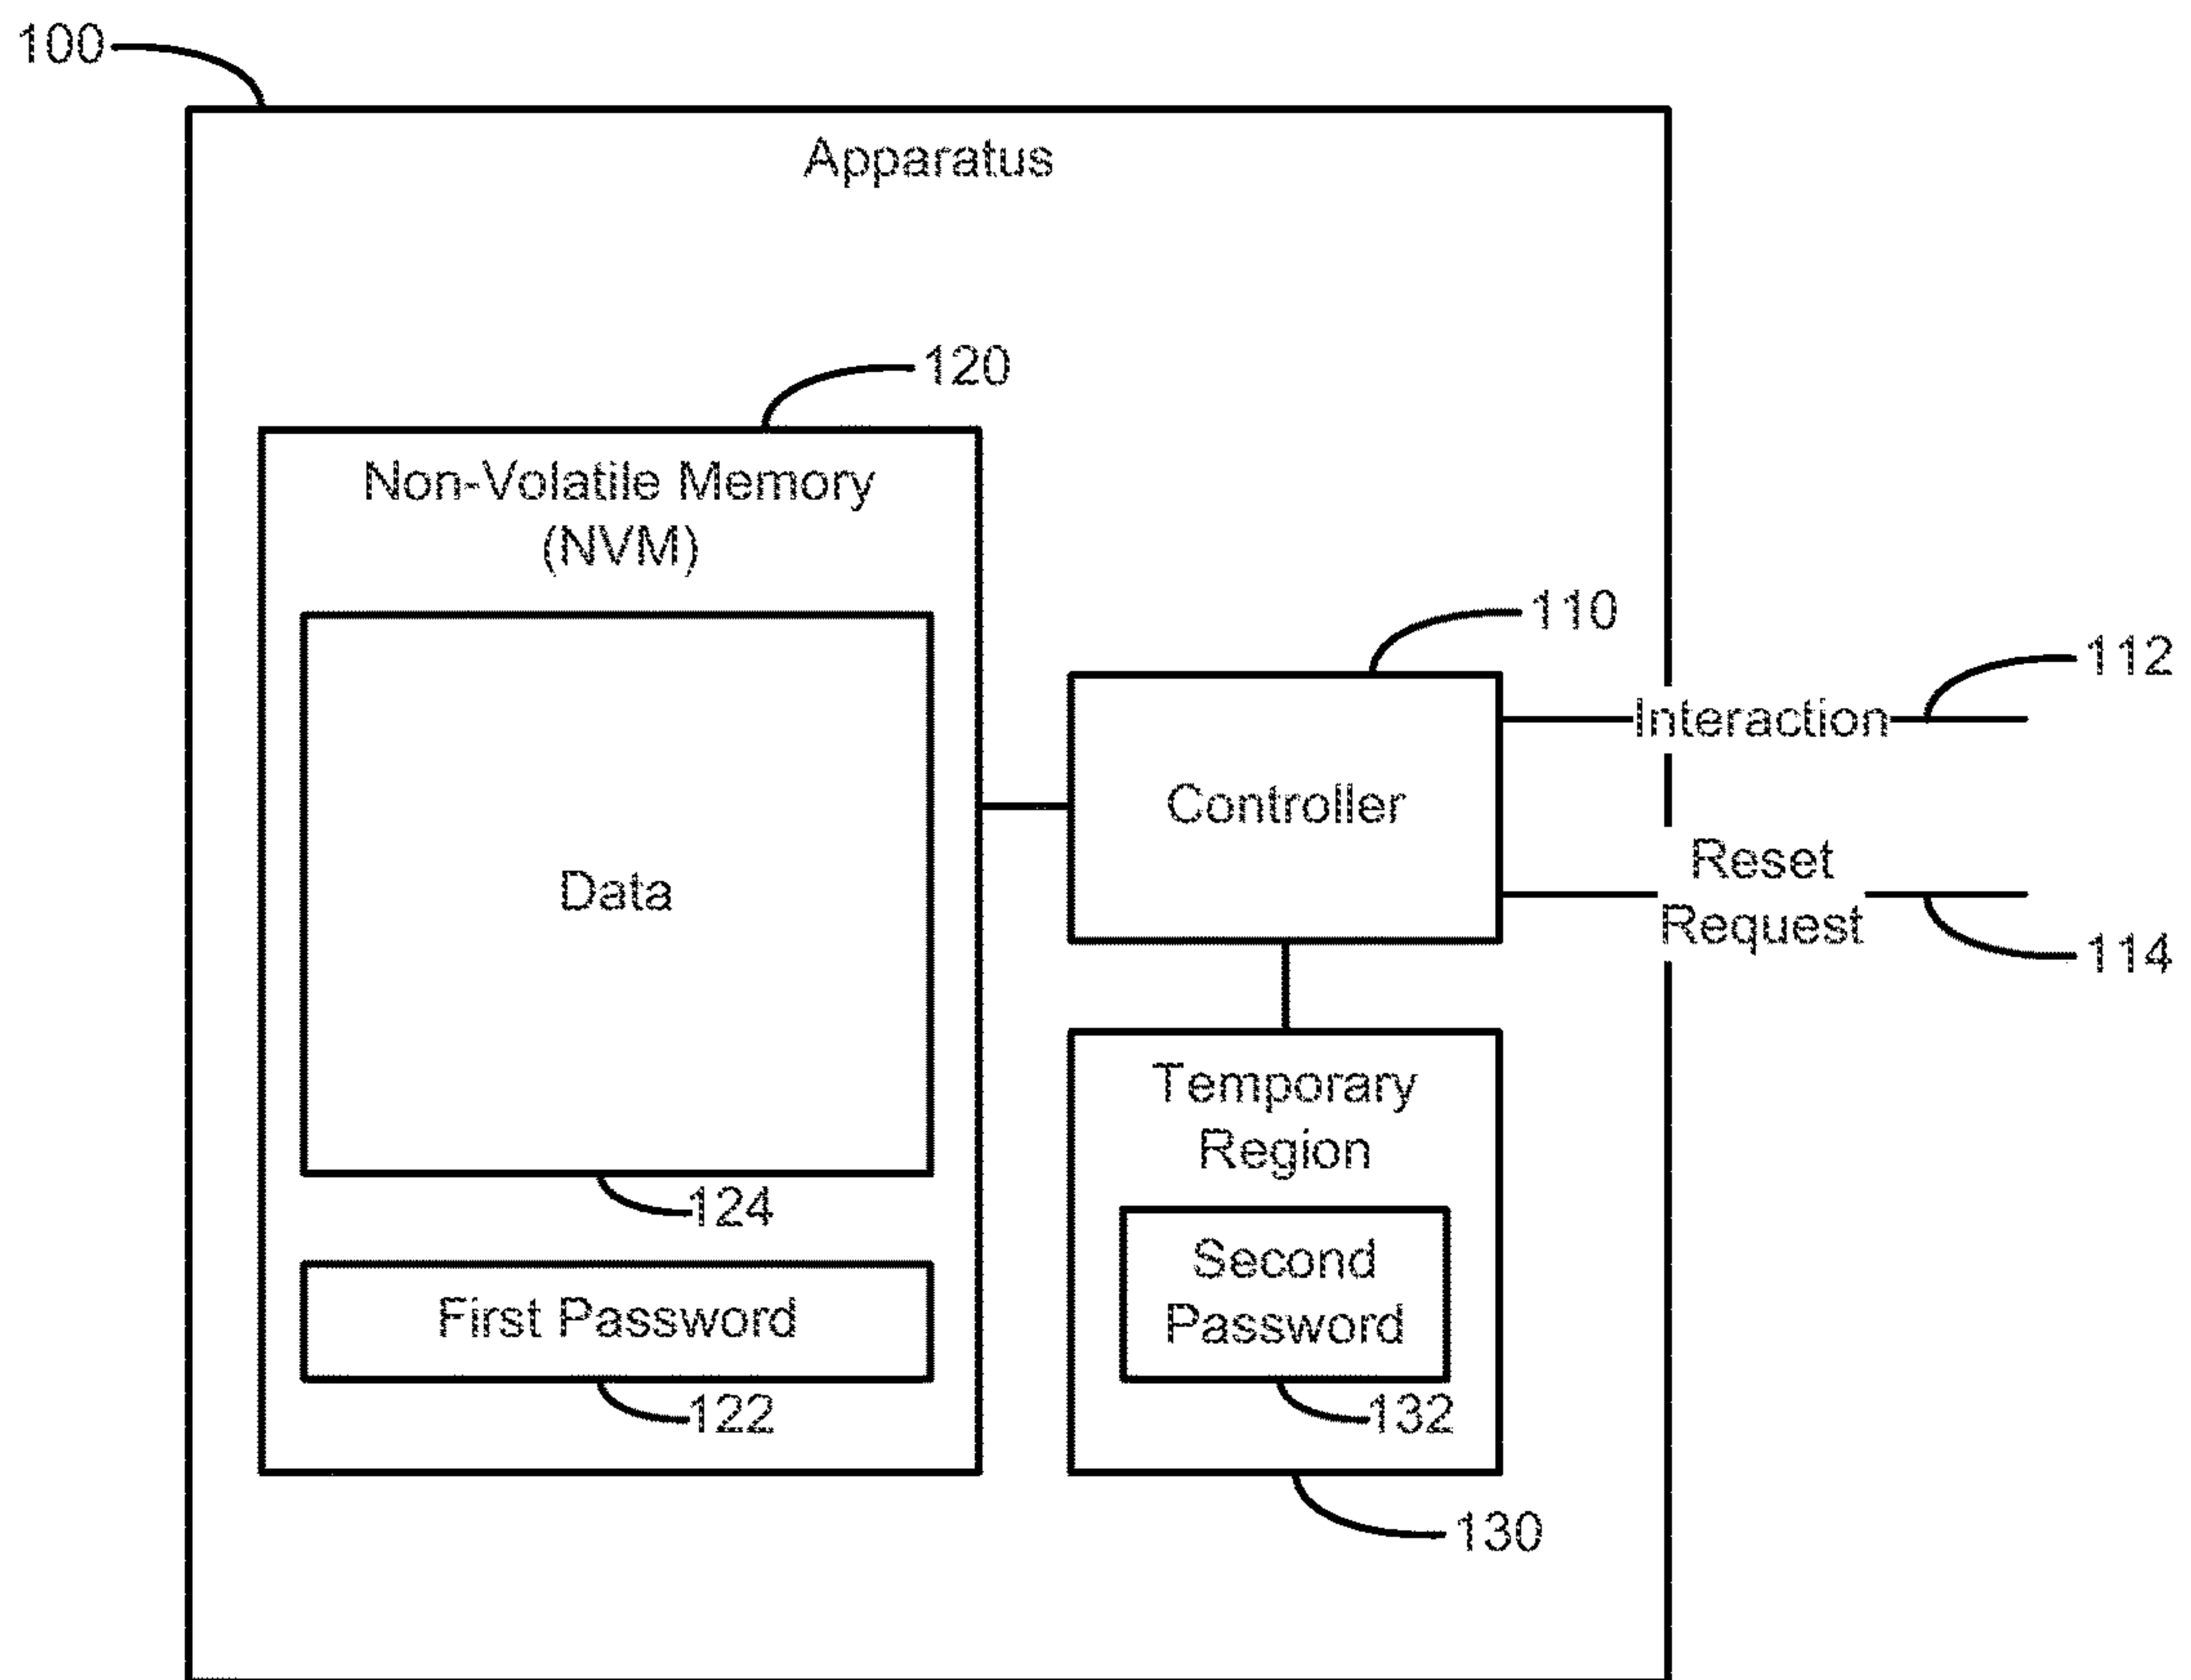 100
Apparatus
120
Non-Volatile Memory
(NVM)
110
112
Interaction
Controller
Data
Reset
Request
114
Temporary
Region
124
Second
Password
First Password
122
132
130